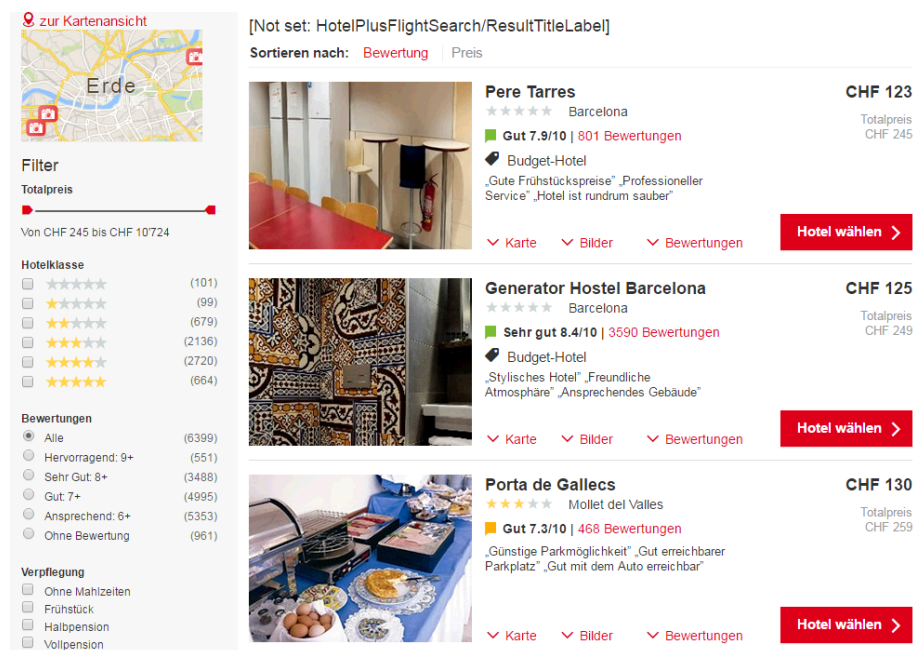 zur Kartenansicht
Erde
Filter
Totalpreis
Von CHF 245 bis CHF 10'724
Hotelklasse
(101)
(99)
(679)
(2136)
(2720)
(664)
Bewertungen
Alle (6399)
Hervorragend: 9+ (551)
Sehr Gut: 8+ (3488)
Gut: 7+ (4995)
Ansprechend: 6+ (5353)
Ohne Bewertung (961)
Verpflegung
Ohne Mahlzeiten
Frühstück
Halbpension
Vollpension
[Not set: HotelPlusFlightSearch/ResultTitleLabel]
Sortieren nach: Bewertung Preis
Pere Tarres CHF 123
Barcelona Totalpreis
Gut 7.9/10 | 801 Bewertungen CHF 245
Budget-Hotel
„Gute Frühstückspreise” „Professioneller
Service” „Hotel ist rundrum sauber”
Karte Bilder Bewertungen Hotel wählen
Generator Hostel Barcelona CHF 125
Barcelona Totalpreis
Sehr gut 8.4/10 | 3590 Bewertungen CHF 249
Budget-Hotel
„Stylisches Hotel” „Freundliche
Atmosphäre” „Ansprechendes Gebäude”
Karte Bilder Bewertungen Hotel wählen
Porta de Gallecs CHF 130
Mollet del Valles Totalpreis
Gut 7.3/10 | 468 Bewertungen CHF 259
„Günstige Parkmöglichkeit” „Gut erreichbarer
Parkplatz” „Gut mit dem Auto erreichbar”
Karte Bilder Bewertungen Hotel wählen